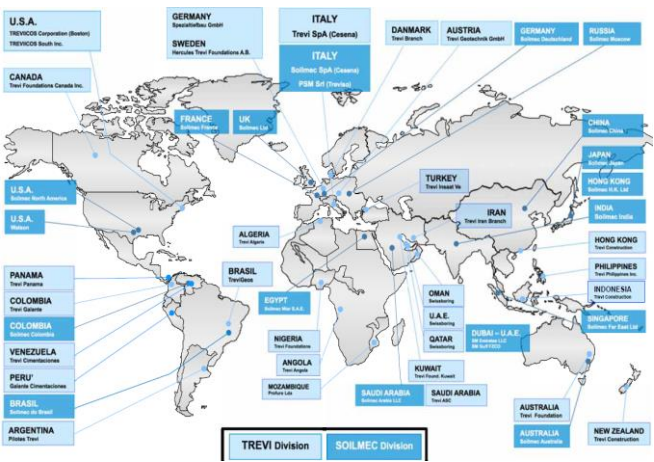 U.S.A.
TREVIICOS Corporation (Boston)
TREVIICOS South Inc.
GERMANY
Spezialtiefbau GmbH
SWEDEN
Hercules Trevi Foundations A.B.
ITALY
Trevi SpA (Cesena)
ITALY
Soilmec SpA (Cesena)
PSM Srl (Treviso)
DANMARK
Trevi Branch
AUSTRIA
Trevi Geotechnik GmbH
GERMANY
Soilmec Deutschland
RUSSIA
Soilmec Moscow
CANADA
Trevi Foundations Canada Inc.
FRANCE
Soilmec France
UK
Soilmec Ltd
CHINA
Soilmec China
JAPAN
Soilmec Japan
HONG KONG
Soilmec H.K. Ltd
INDIA
Soilmec India
U.S.A.
Soilmec North America
U.S.A.
Watson
TURKEY
Trevi Insaat Ve
IRAN
Trevi Iran Branch
ALGERIA
Trevi Algeria
HONG KONG
Trevi Construction
PHILIPPINES
Trevi Philippines Inc.
INDONESIA
Trevi Construction
SINGAPORE
Soilmec Far East Ltd
PANAMA
Trevi Panama
COLOMBIA
Trevi Galante
COLOMBIA
Soilmec Colombia
VENEZUELA
Trevi Cimentaciones
PERU'
Galante Cimentaciones
BRASIL
Soilmec do Brasil
ARGENTINA
Pilotes Trevi
BRASIL
TreviGeos
EGYPT
Soilmec Misr S.A.E.
NIGERIA
Trevi Foundations
ANGOLA
Trevi Angola
MOZAMBIQUE
Profuro Lda
OMAN
Swissboring
U.A.E.
Swissboring
QATAR
Swissboring
DUBAI – U.A.E.
KUWAIT
Trevi Found. Kuwait
SAUDI ARABIA
Soilmec Arabia LLC
SAUDI ARABIA
Trevi ASC
AUSTRALIA
Trevi Foundation
AUSTRALIA
Soilmec Australia
NEW ZEALAND
Trevi Construction
TREVI Division
SOILMEC Division